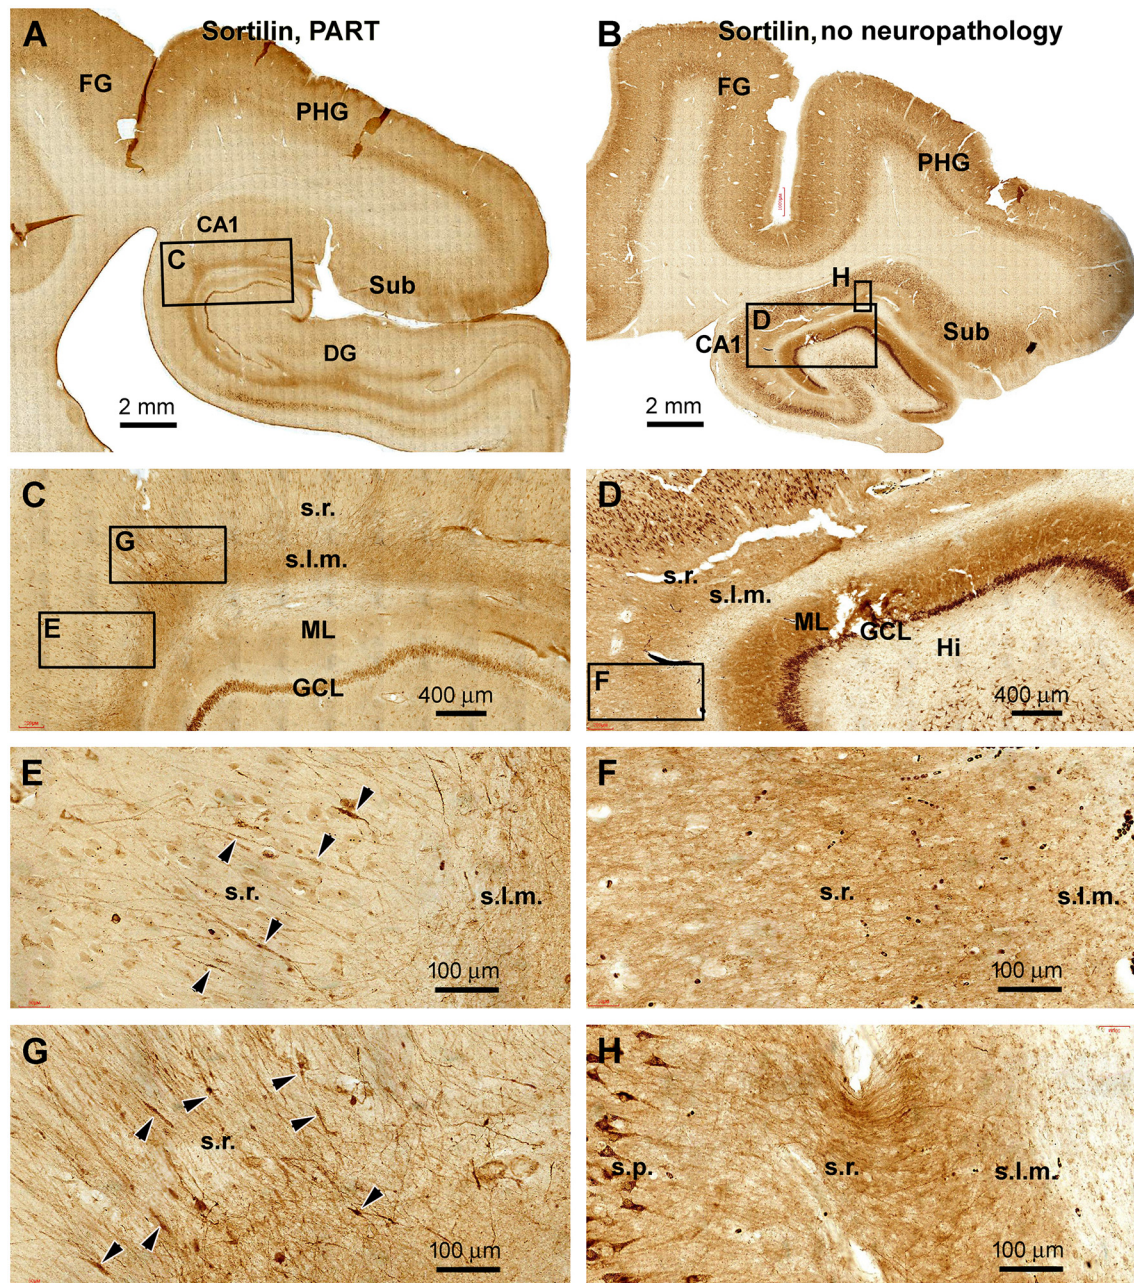 A
Sortilin, PART
FG
PHG
CA1
C
Sub
DG
2 mm
B
Sortilin, no neuropathology
FG
PHG
H
D
CA1
Sub
2 mm
C
s.r.
G
s.l.m.
E
ML
GCL
400 μm
D
s.r.
s.l.m.
ML
GCL
Hi
F
400 μm
E
s.r.
s.l.m.
100 μm
F
s.r.
s.l.m.
100 μm
G
s.r.
100 μm
H
s.p.
s.r.
s.l.m.
100 μm